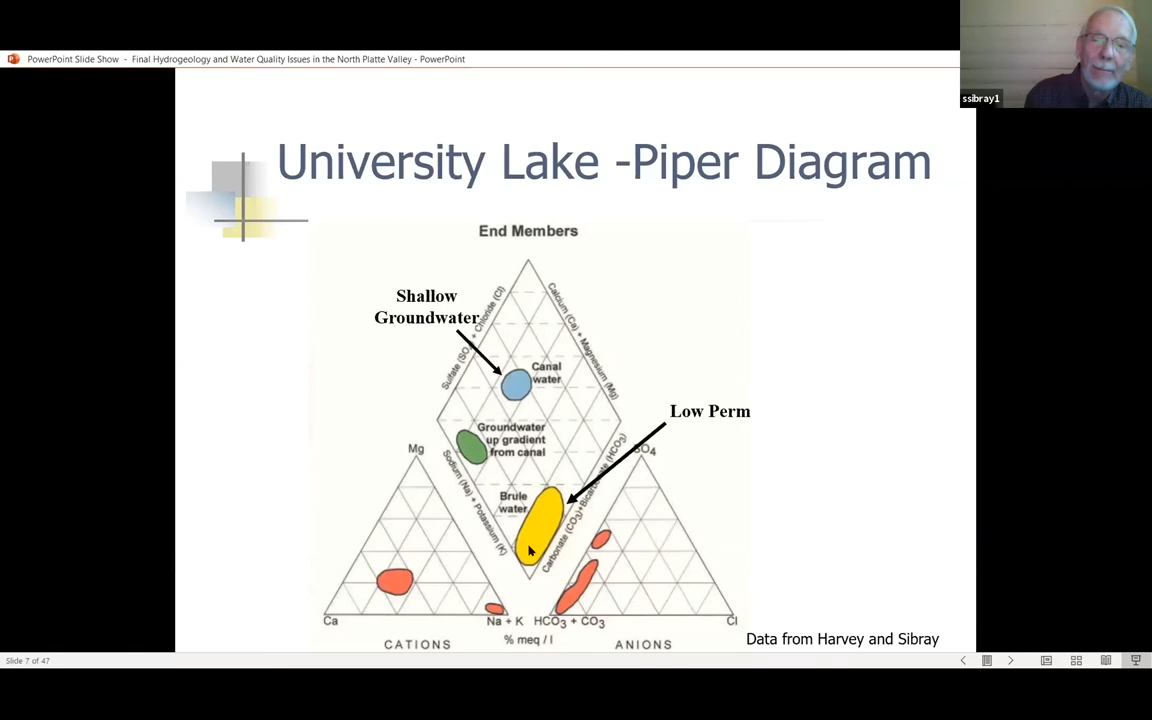 PowerPoint Slide Show - Final Hydrogeology and Water Quality Issues in the North Platte Valley - PowerPoint
ssibray1
University Lake -Piper Diagram
End Members
Shallow
Groundwater
Sulfate (SO4 + Chloride (Cl)
Calcium (Ca) + Magnesium (Mg)
Canal
water
Low Perm
Groundwater
up gradient
from canal
Mg
SO4
Sodium (Na) + Potassium (K)
Carbonate (CO3)+Bicarbonate (HCO3)
Brule
water
Ca
Na + K
HCO3 + CO3
Cl
% meq / l
CATIONS
ANIONS
Data from Harvey and Sibray
Slide 7 of 47